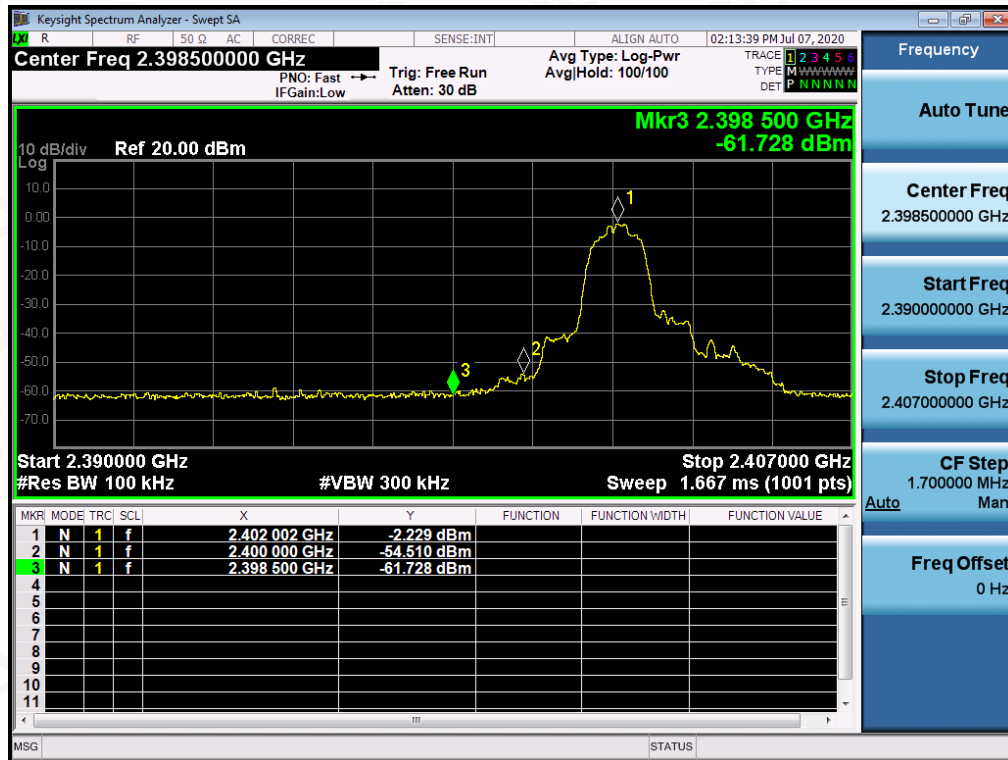 Keysight Spectrum Analyzer - Swept SA
LXI R RF 50 Ω AC CORREC SENSE:INT ALIGN AUTO 02:13:39 PM Jul 07, 2020
Center Freq 2.398500000 GHz
PNO: Fast
IFGain:Low
Trig: Free Run
Atten: 30 dB
Avg Type: Log-Pwr
Avg|Hold: 100/100
TRACE 1 2 3 4 5 6
TYPE M WWWWW
DET P N N N N N
Mkr3 2.398 500 GHz
-61.728 dBm
10 dB/div Ref 20.00 dBm
Log
10.0
0.00
-10.0
-20.0
-30.0
-40.0
-50.0
-60.0
-70.0
1
2
3
Start 2.390000 GHz Stop 2.407000 GHz
#Res BW 100 kHz #VBW 300 kHz Sweep 1.667 ms (1001 pts)
MKR MODE TRC SCL X Y FUNCTION FUNCTION WIDTH FUNCTION VALUE
1 N 1 f 2.402 002 GHz -2.229 dBm
2 N 1 f 2.400 000 GHz -54.510 dBm
3 N 1 f 2.398 500 GHz -61.728 dBm
4
5
6
7
8
9
10
11
MSG STATUS
Frequency
Auto Tune
Center Freq
2.398500000 GHz
Start Freq
2.390000000 GHz
Stop Freq
2.407000000 GHz
CF Step
1.700000 MHz
Auto Man
Freq Offset
0 Hz